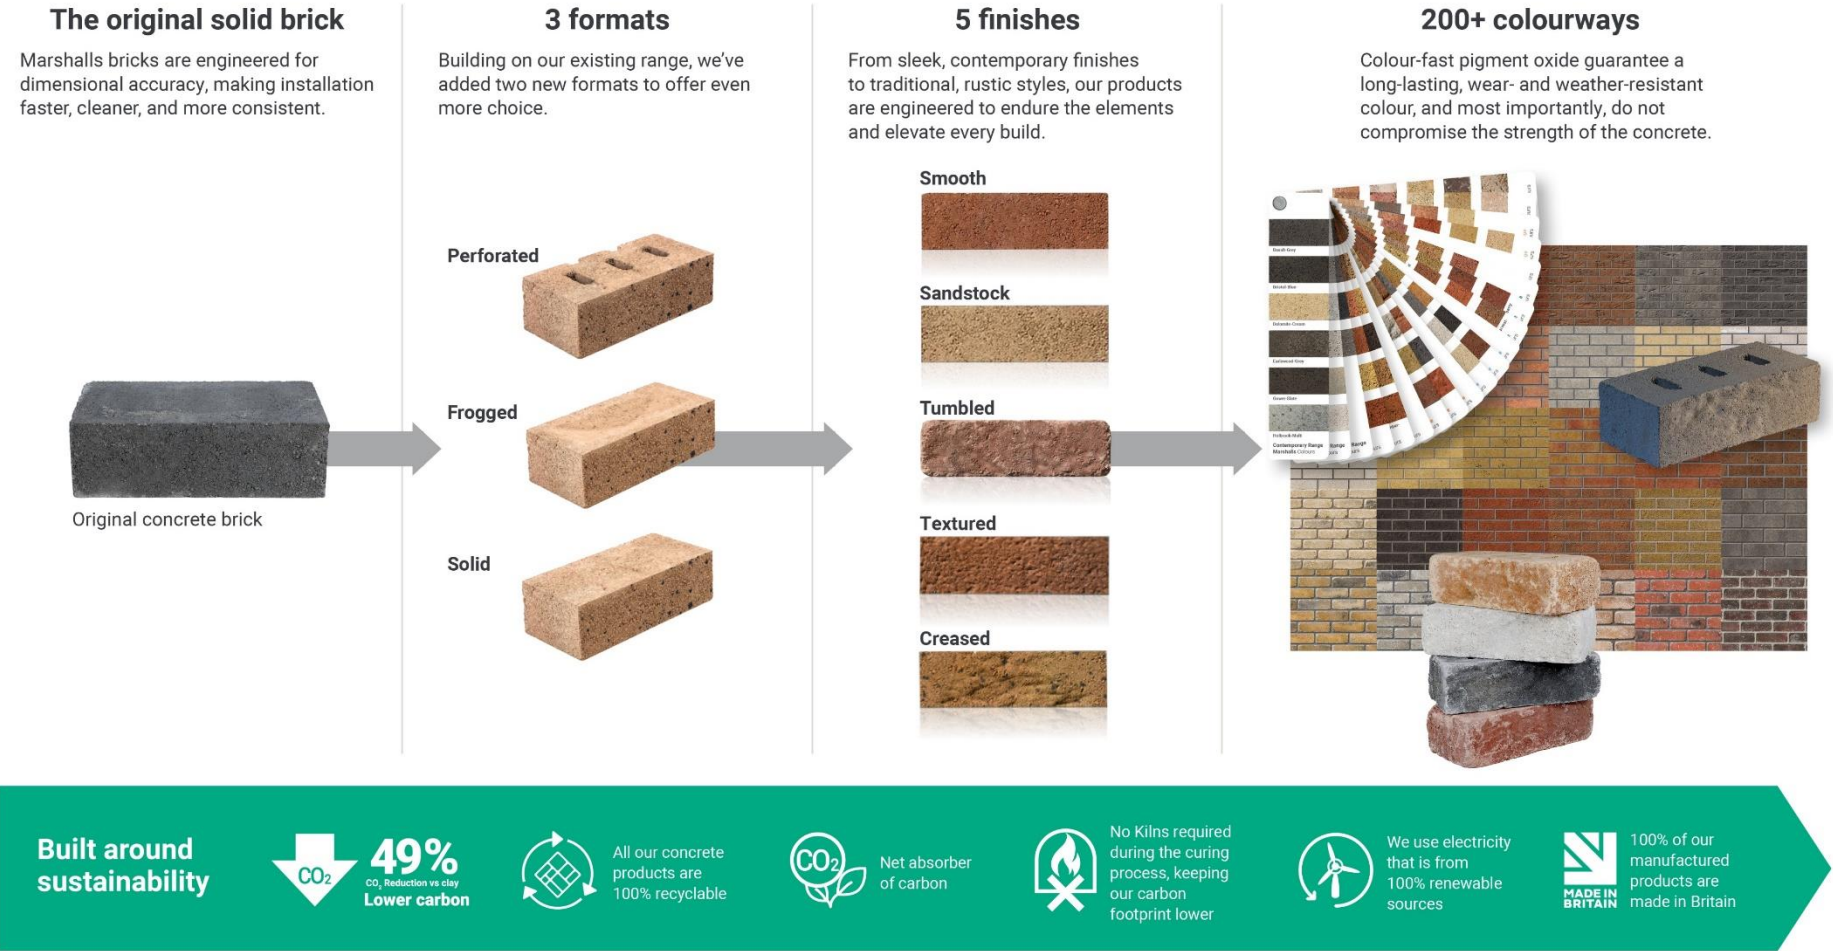 The original solid brick
Marshalls bricks are engineered for
dimensional accuracy, making installation
faster, cleaner, and more consistent.
Original concrete brick
3 formats
Building on our existing range, we've
added two new formats to offer even
more choice.
Perforated
Frogged
Solid
5 finishes
From sleek, contemporary finishes
to traditional, rustic styles, our products
are engineered to endure the elements
and elevate every build.
Smooth
Sandstock
Tumbled
Textured
Creased
200+ colourways
Colour-fast pigment oxide guarantee a
long-lasting, wear- and weather-resistant
colour, and most importantly, do not
compromise the strength of the concrete.
Contemporary Range
Marshalls Colours
Built around
sustainability
CO₂
49%
CO₂ Reduction vs clay
Lower carbon
All our concrete
products are
100% recyclable
CO₂
Net absorber
of carbon
No Kilns required
during the curing
process, keeping
our carbon
footprint lower
We use electricity
that is from
100% renewable
sources
MADE IN
BRITAIN
100% of our
manufactured
products are
made in Britain